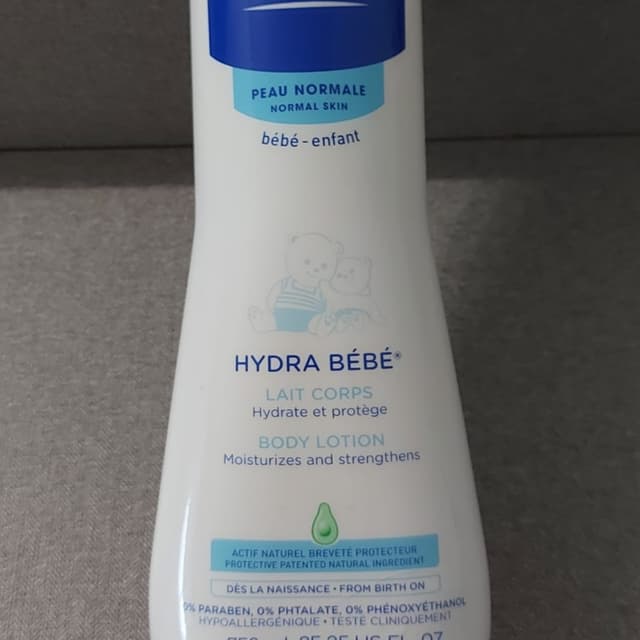 PEAU NORMALE
NORMAL SKIN
bébé-enfant
HYDRA BÉBÉ®
LAIT CORPS
Hydrate et protège
BODY LOTION
Moisturizes and strengthens
ACTIF NATUREL BREVETÉ PROTECTEUR
PROTECTIVE PATENTED NATURAL INGREDIENT
DÈS LA NAISSANCE • FROM BIRTH ON
0% PARABEN, 0% PHTALATE, 0% PHÉNOXYÉTHANOL
HYPOALLERGÉNIQUE • TESTÉ CLINIQUEMENT